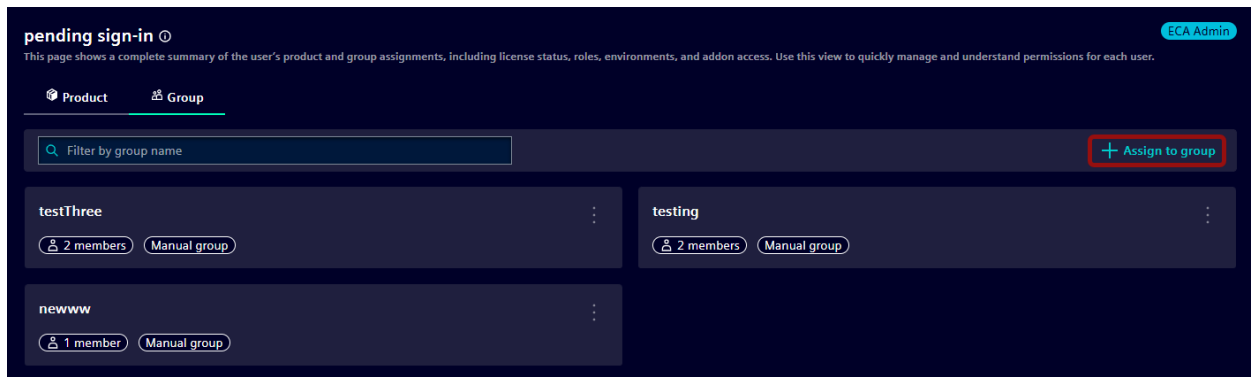 pending sign-in
ECA Admin
This page shows a complete summary of the user's product and group assignments, including license status, roles, environments, and addon access. Use this view to quickly manage and understand permissions for each user.
Product
Group
Filter by group name
Assign to group
testThree
2 members
Manual group
testing
2 members
Manual group
newww
1 member
Manual group